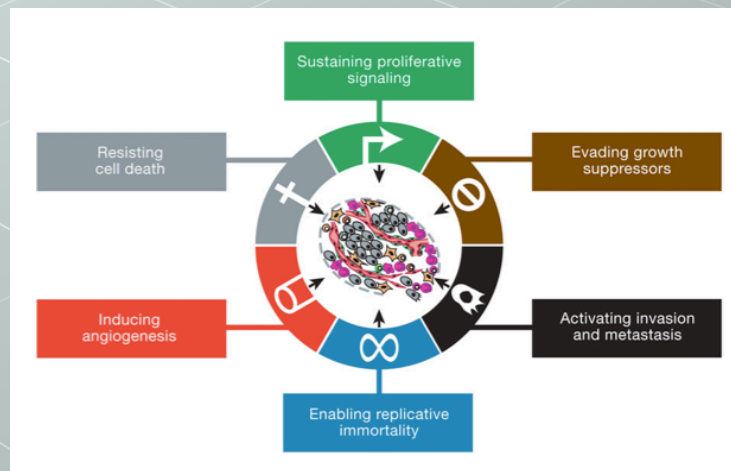 Sustaining proliferative
signaling
Resisting
cell death
Evading growth
suppressors
Inducing
angiogenesis
Activating invasion
and metastasis
Enabling replicative
immortality